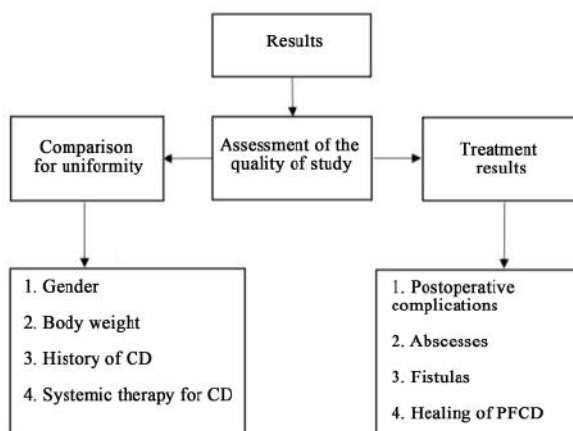 Results
Comparison
for uniformity
Assessment of the
quality of study
Treatment
results
1. Gender
2. Body weight
3. History of CD
4. Systemic therapy for CD
1. Postoperative
complications
2. Abscesses
3. Fistulas
4. Healing of PFCD